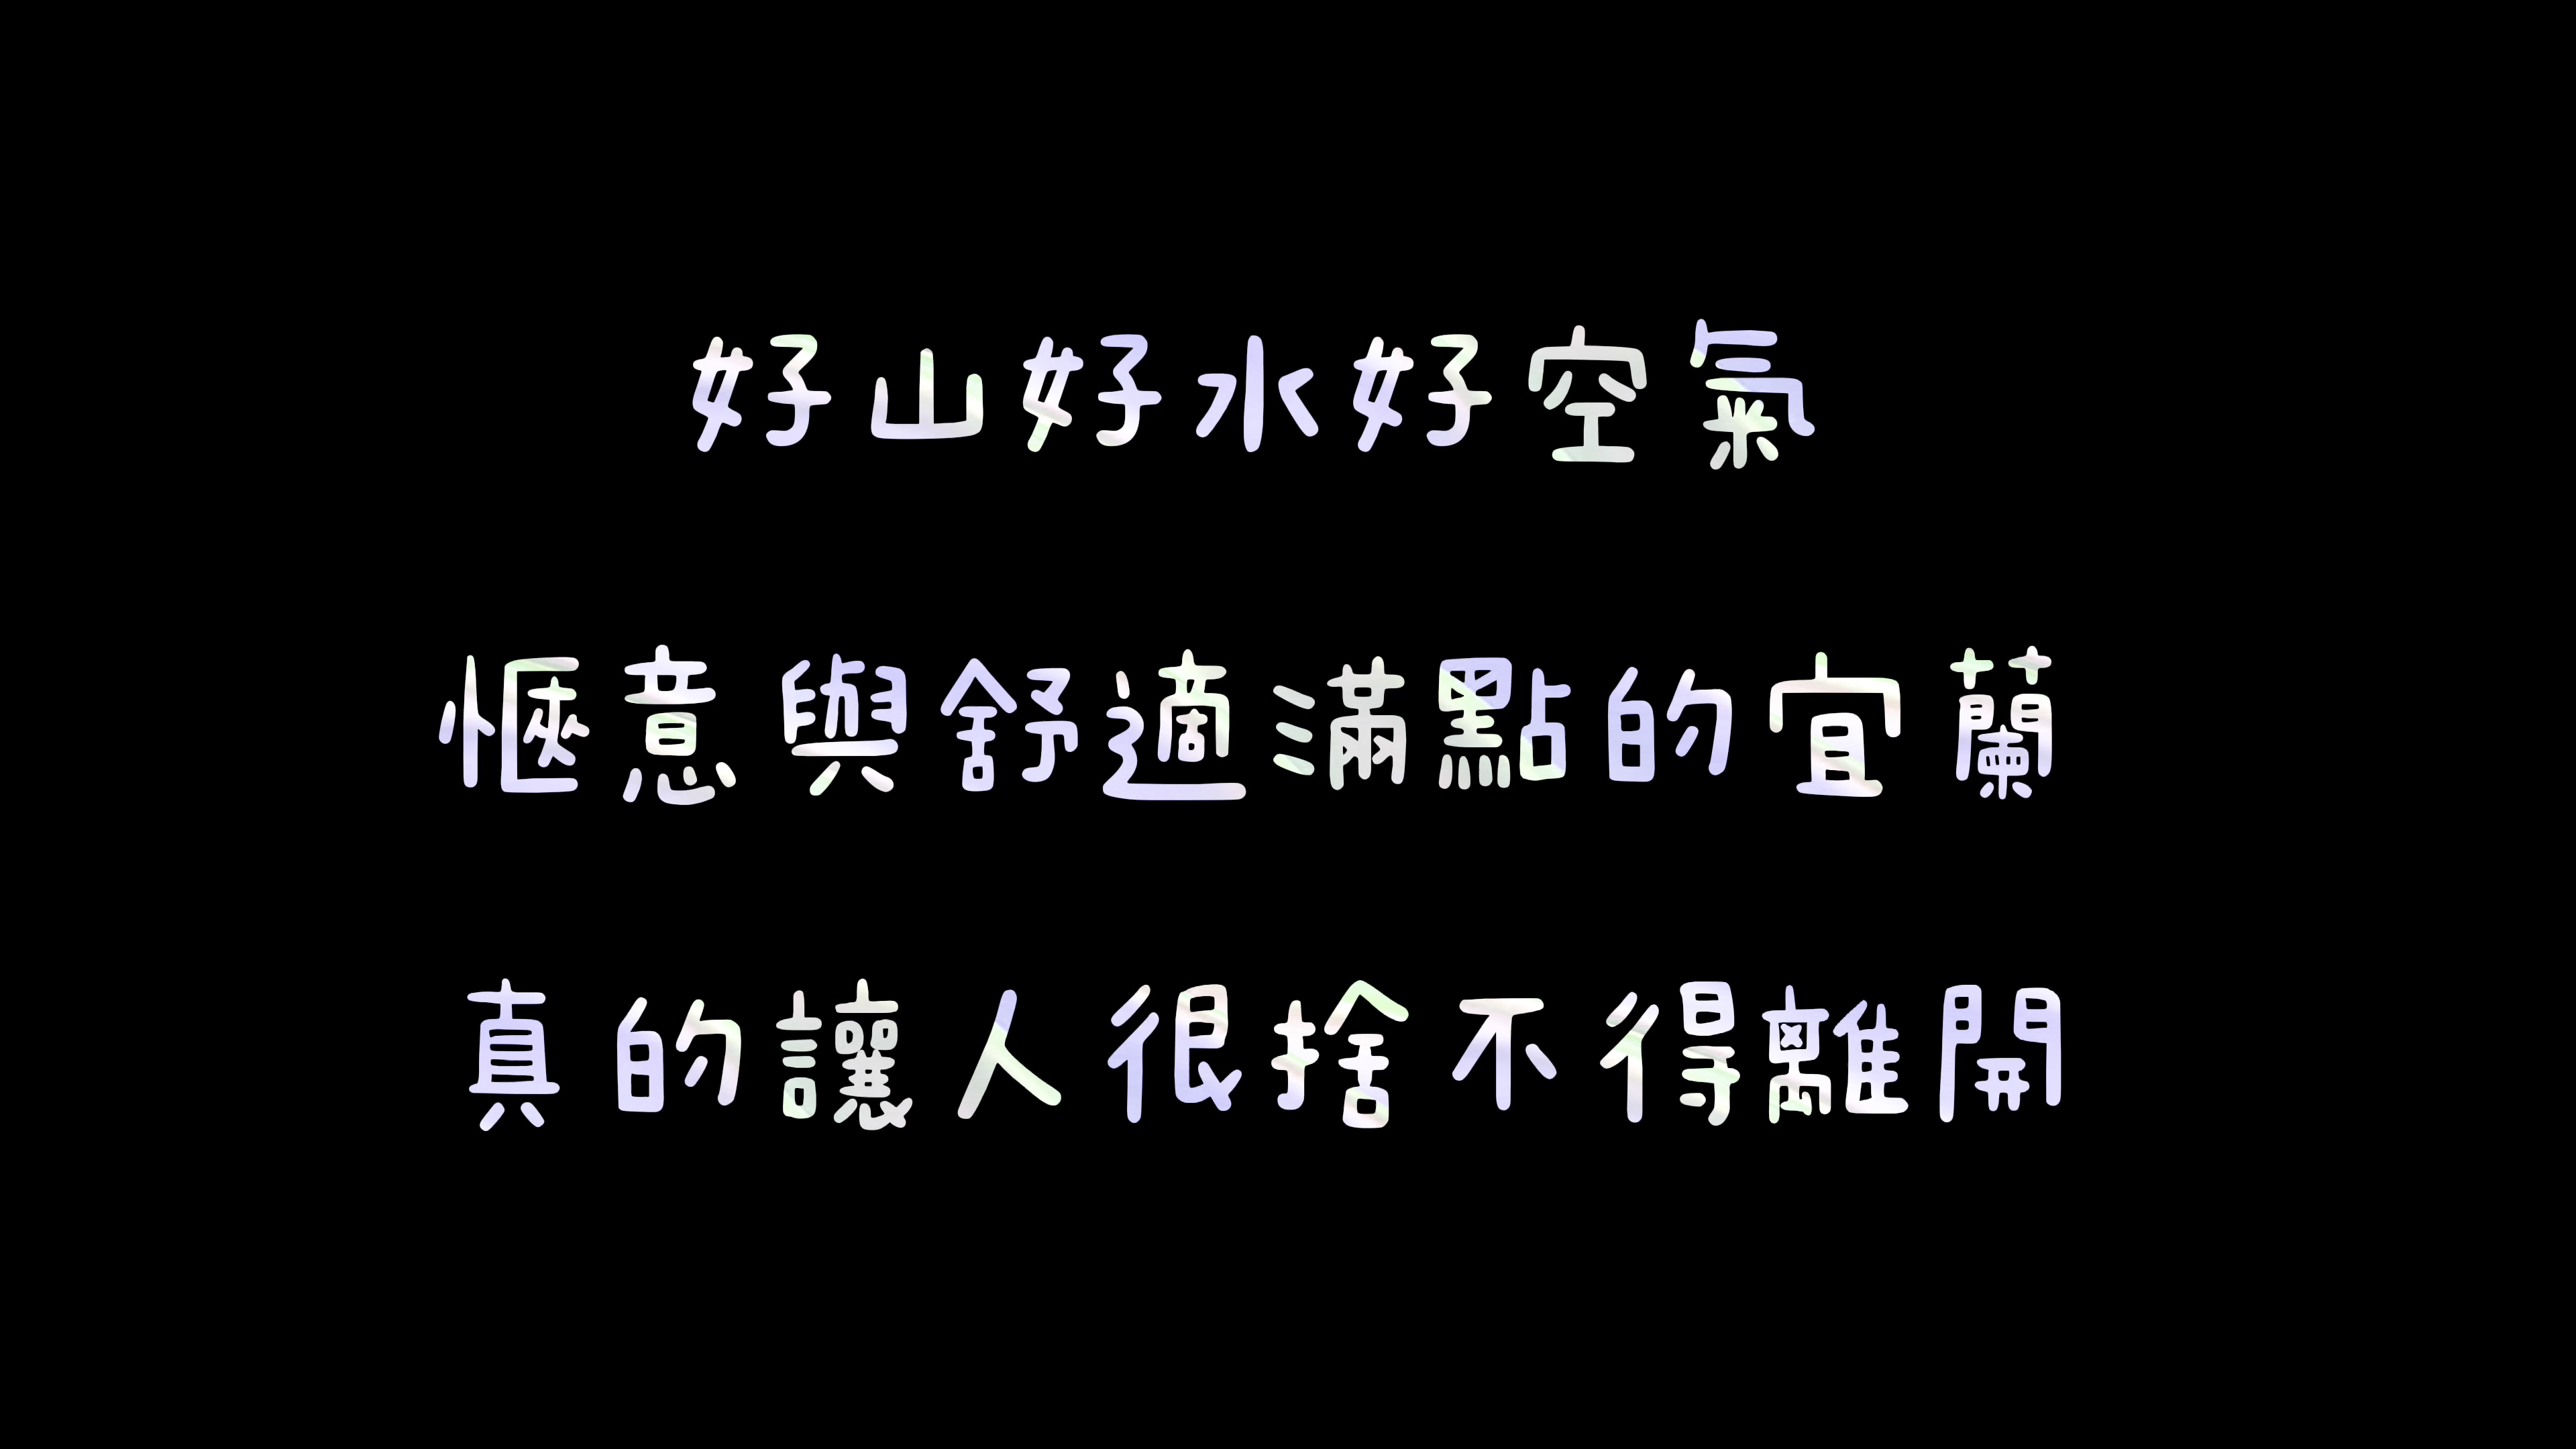 好山好水好空氣
愜意與舒適滿點的宜蘭
真的讓人很捨不得離開